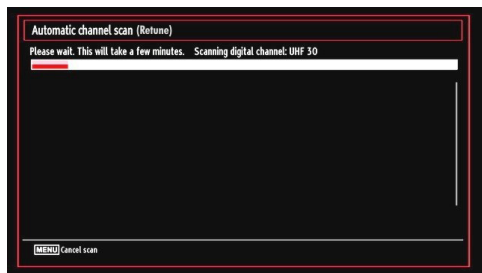 Automatic channel scan (Retune)
Please wait. This will take a few minutes. Scanning digital channel: UHF 30
MENU Cancel scan